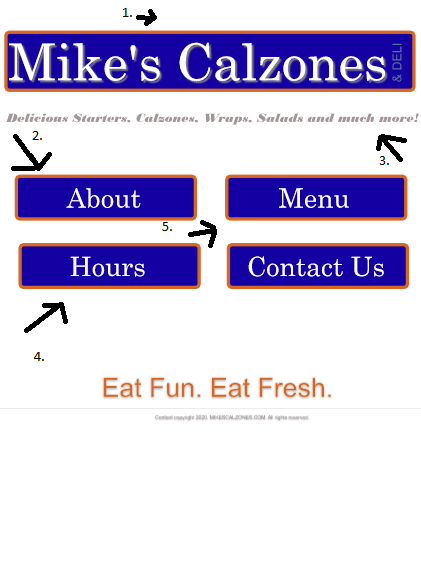 1.
Mike's Calzones & DELI
Delicious Starters, Calzones, Wraps, Salads and much more!
2.
3.
About Menu
5.
Hours Contact Us
4.
Eat Fun. Eat Fresh.
Content copyright 2020. MIKESCALZONES.COM. All rights reserved.